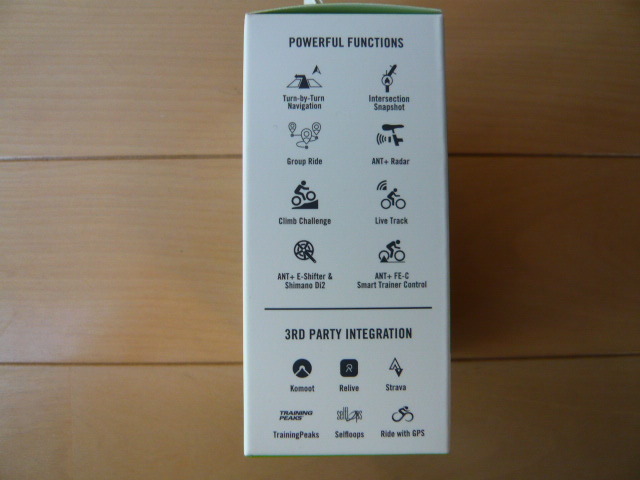 POWERFUL FUNCTIONS
Turn-by-Turn
Navigation
Intersection
Snapshot
Group Ride
ANT+ Radar
Climb Challenge
Live Track
ANT+ E-Shifter &
Shimano Di2
ANT+ FE-C
Smart Trainer Control
3RD PARTY INTEGRATION
Komoot
Relive
Strava
TRAINING
PEAKS
TrainingPeaks
Selfloops
Ride with GPS